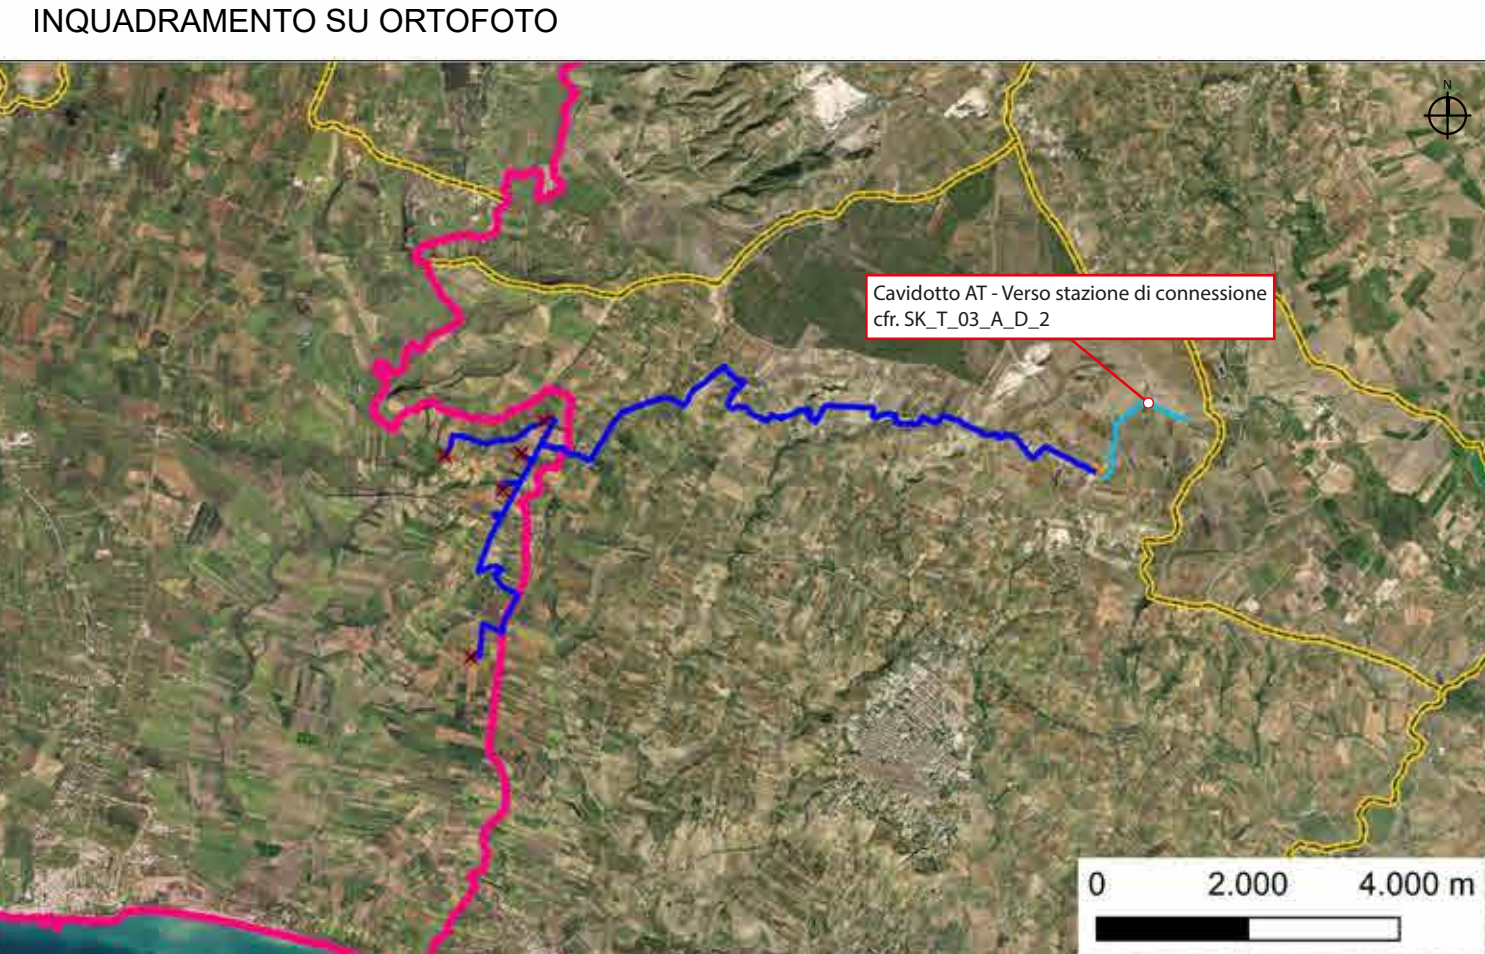 INQUADRAMENTO SU ORTOFOTO
N
Cavidotto AT - Verso stazione di connessione
cfr. SK_T_03_A_D_2
0 2.000 4.000 m